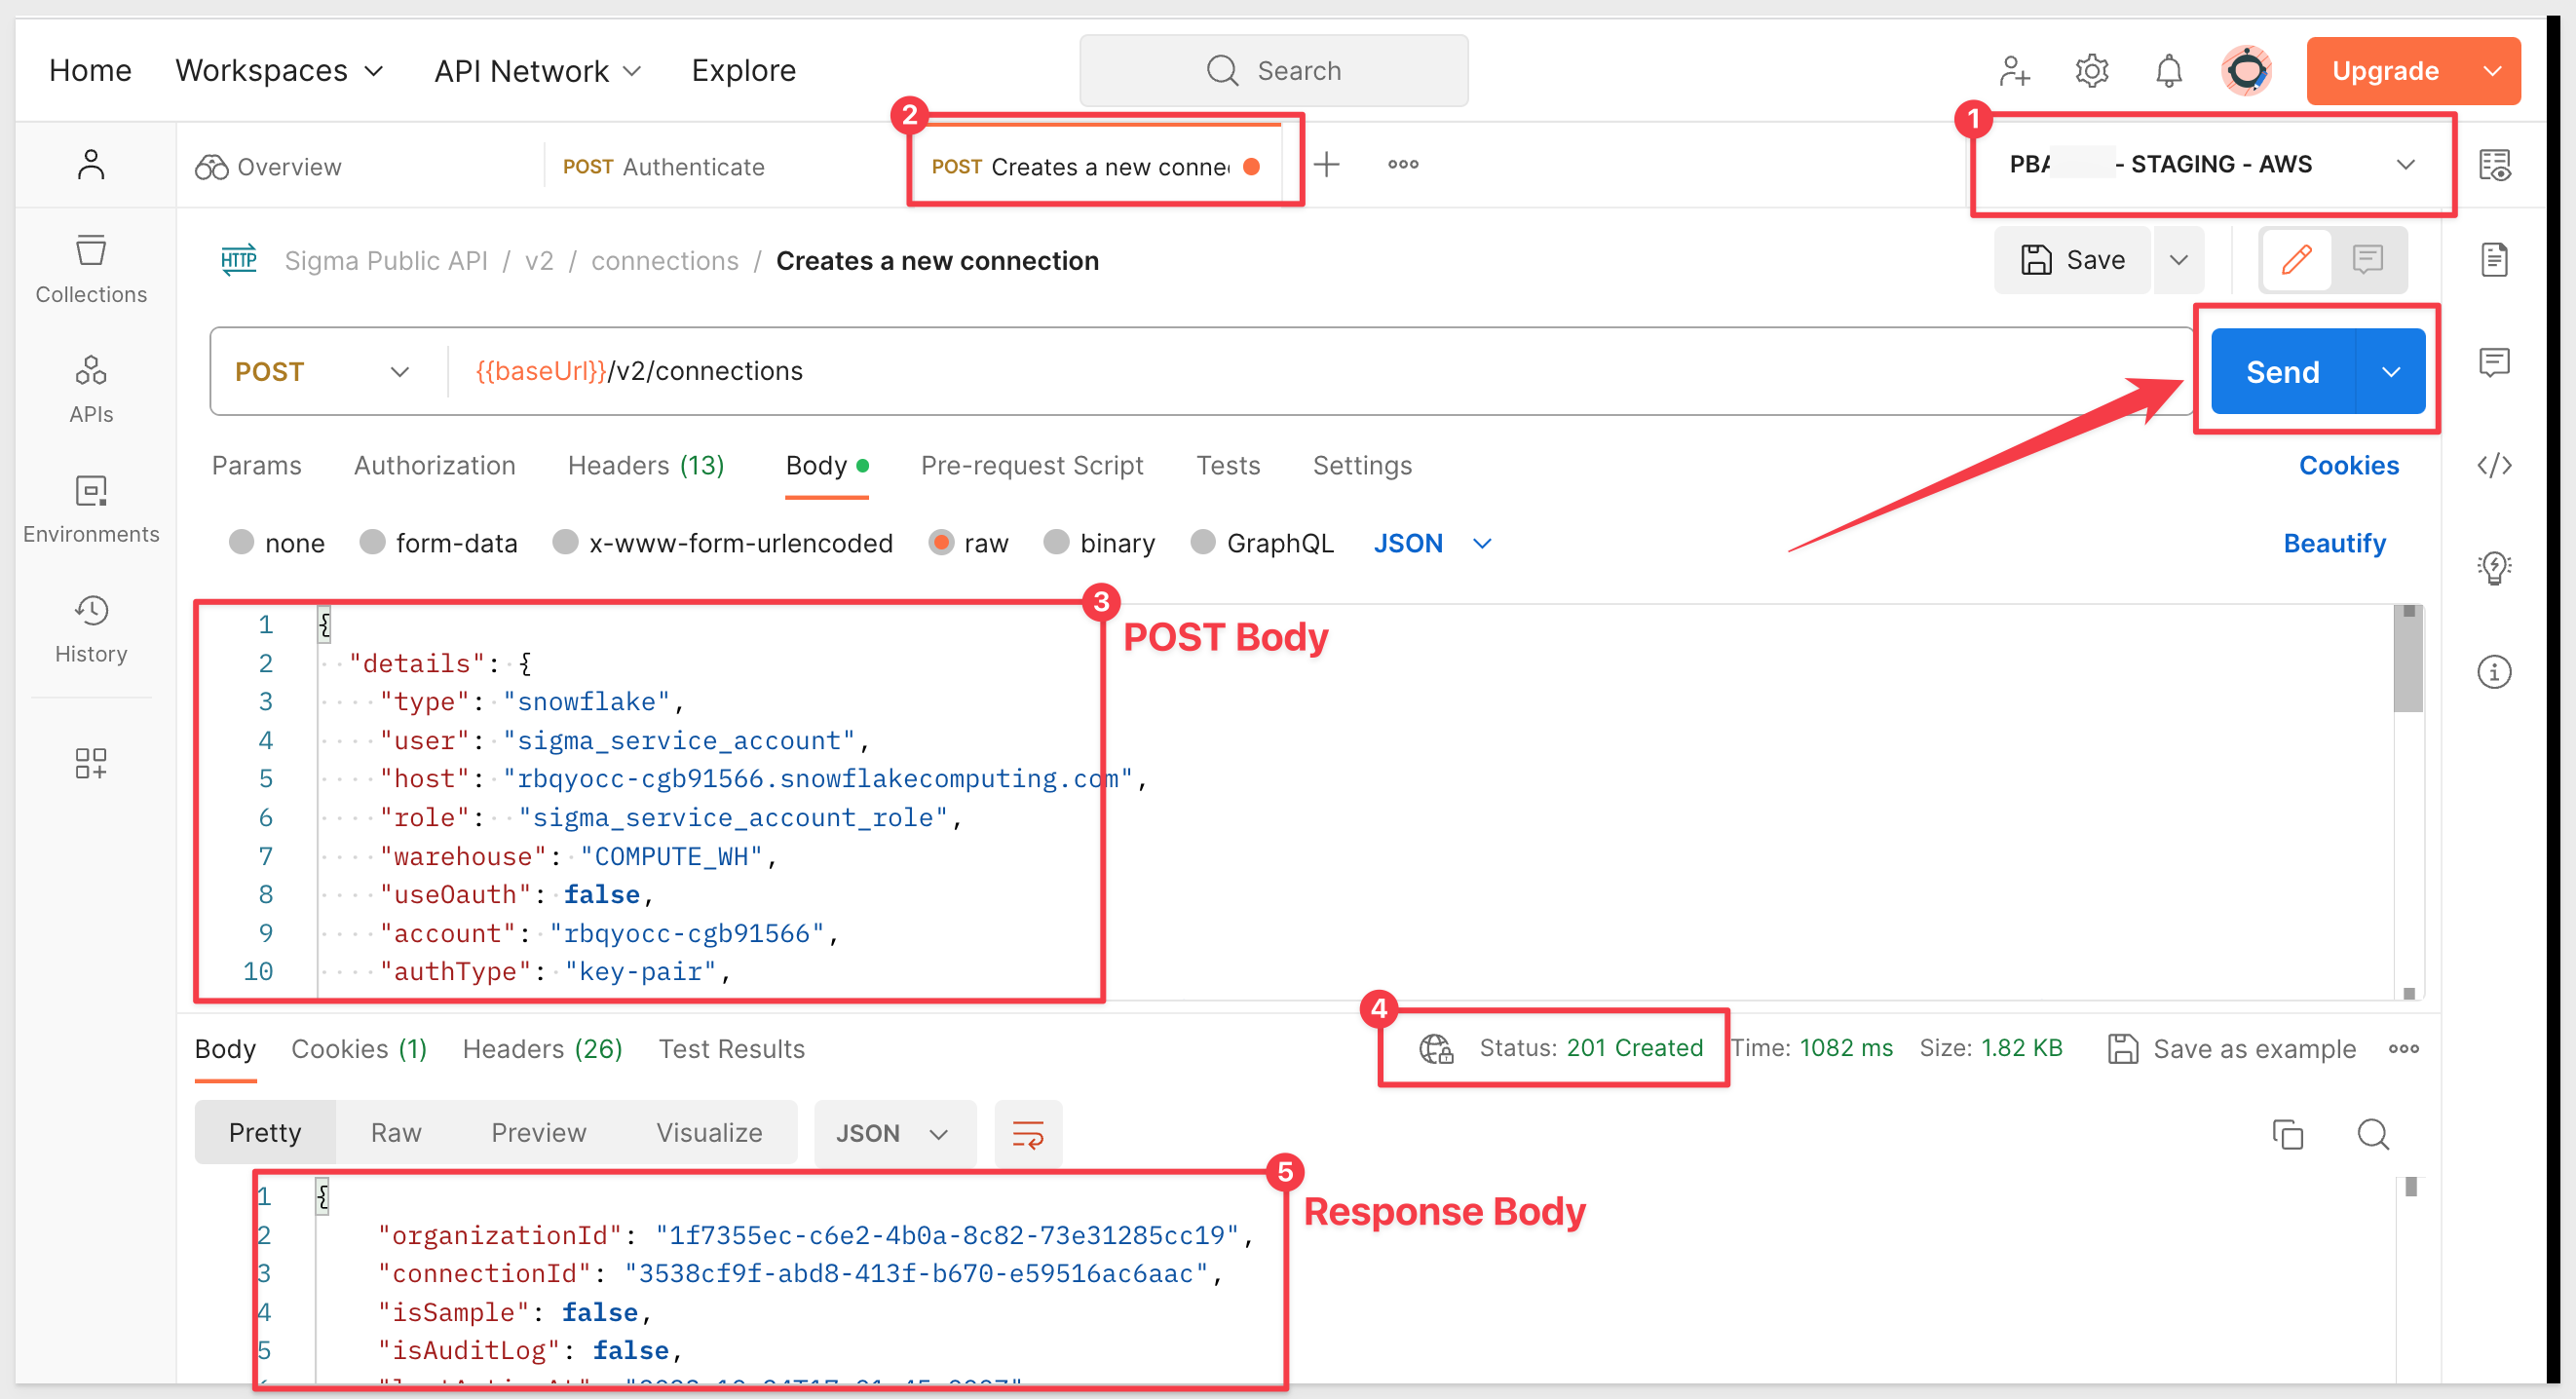 Home Workspaces API Network Explore Search Upgrade
2 1
Overview POST Authenticate POST Creates a new connec PBA - STAGING - AWS
HTTP Sigma Public API / v2 / connections / Creates a new connection Save
POST {{baseUrl}}/v2/connections Send
Params Authorization Headers (13) Body Pre-request Script Tests Settings Cookies
none form-data x-www-form-urlencoded raw binary GraphQL JSON Beautify
Collections
APIs
Environments
History
3 POST Body
1 {
2 "details": {
3 "type": "snowflake",
4 "user": "sigma_service_account",
5 "host": "rbqyocc-cgb91566.snowflakecomputing.com",
6 "role": "sigma_service_account_role",
7 "warehouse": "COMPUTE_WH",
8 "useOauth": false,
9 "account": "rbqyocc-cgb91566",
10 "authType": "key-pair",
4
Body Cookies (1) Headers (26) Test Results Status: 201 Created Time: 1082 ms Size: 1.82 KB Save as example
Pretty Raw Preview Visualize JSON
5 Response Body
1 {
2 "organizationId": "1f7355ec-c6e2-4b0a-8c82-73e31285cc19",
3 "connectionId": "3538cf9f-abd8-413f-b670-e59516ac6aac",
4 "isSample": false,
5 "isAuditLog": false,